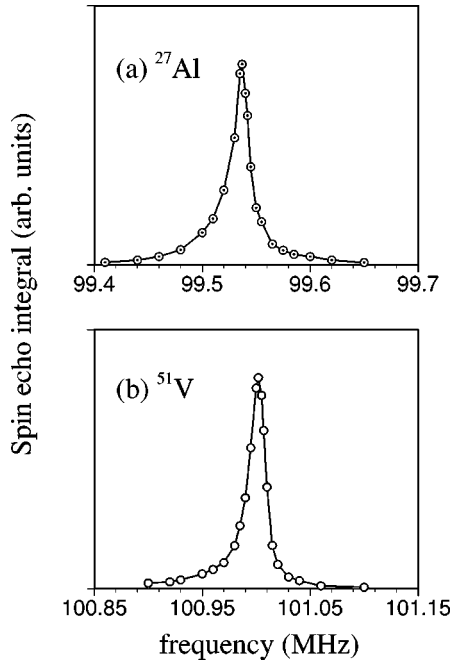 Spin echo integral (arb. units)
(a) ²⁷Al
99.4 99.5 99.6 99.7
(b) ⁵¹V
100.85 100.95 101.05 101.15
frequency (MHz)